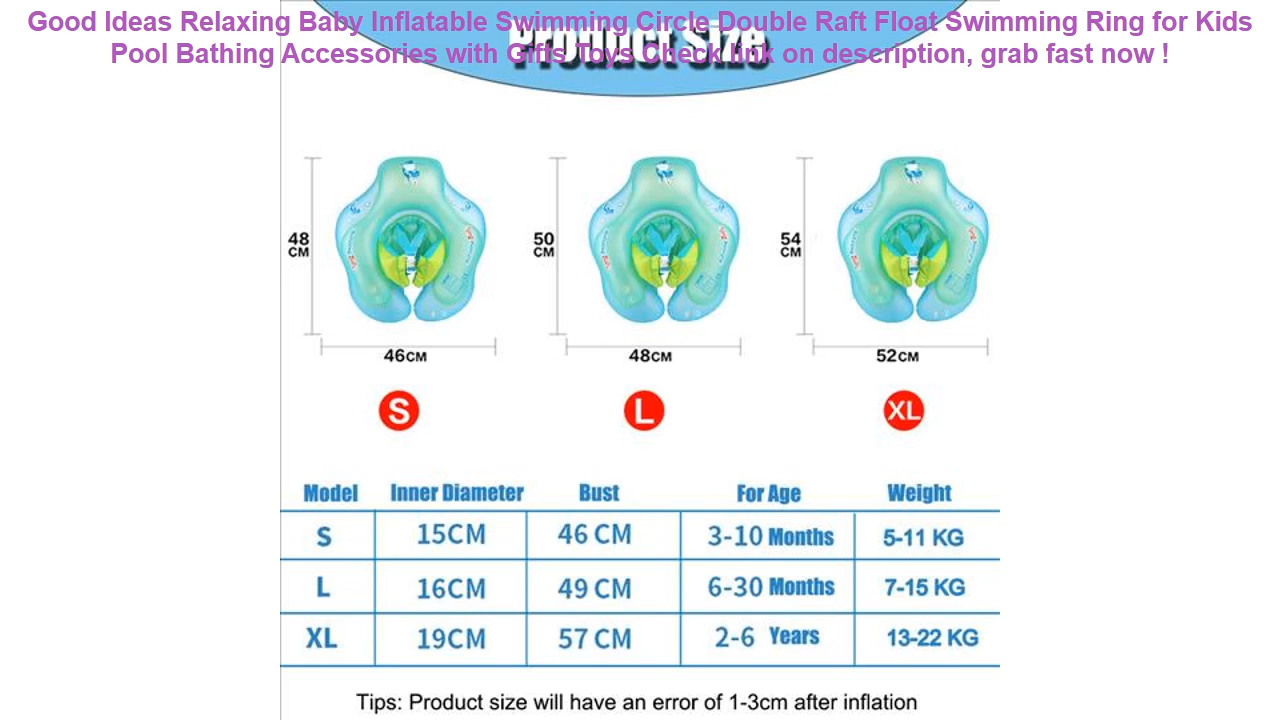 Good Ideas Relaxing Baby Inflatable Swimming Circle Double Raft Float Swimming Ring for Kids
Pool Bathing Accessories with Gifts Toys Check link on description, grab fast now !
Product Size
48
CM
50
CM
54
CM
46CM
48CM
52CM
S
L
XL
Model Inner Diameter Bust For Age Weight
S 15CM 46 CM 3-10 Months 5-11 KG
L 16CM 49 CM 6-30 Months 7-15 KG
XL 19CM 57 CM 2-6 Years 13-22 KG
Tips: Product size will have an error of 1-3cm after inflation